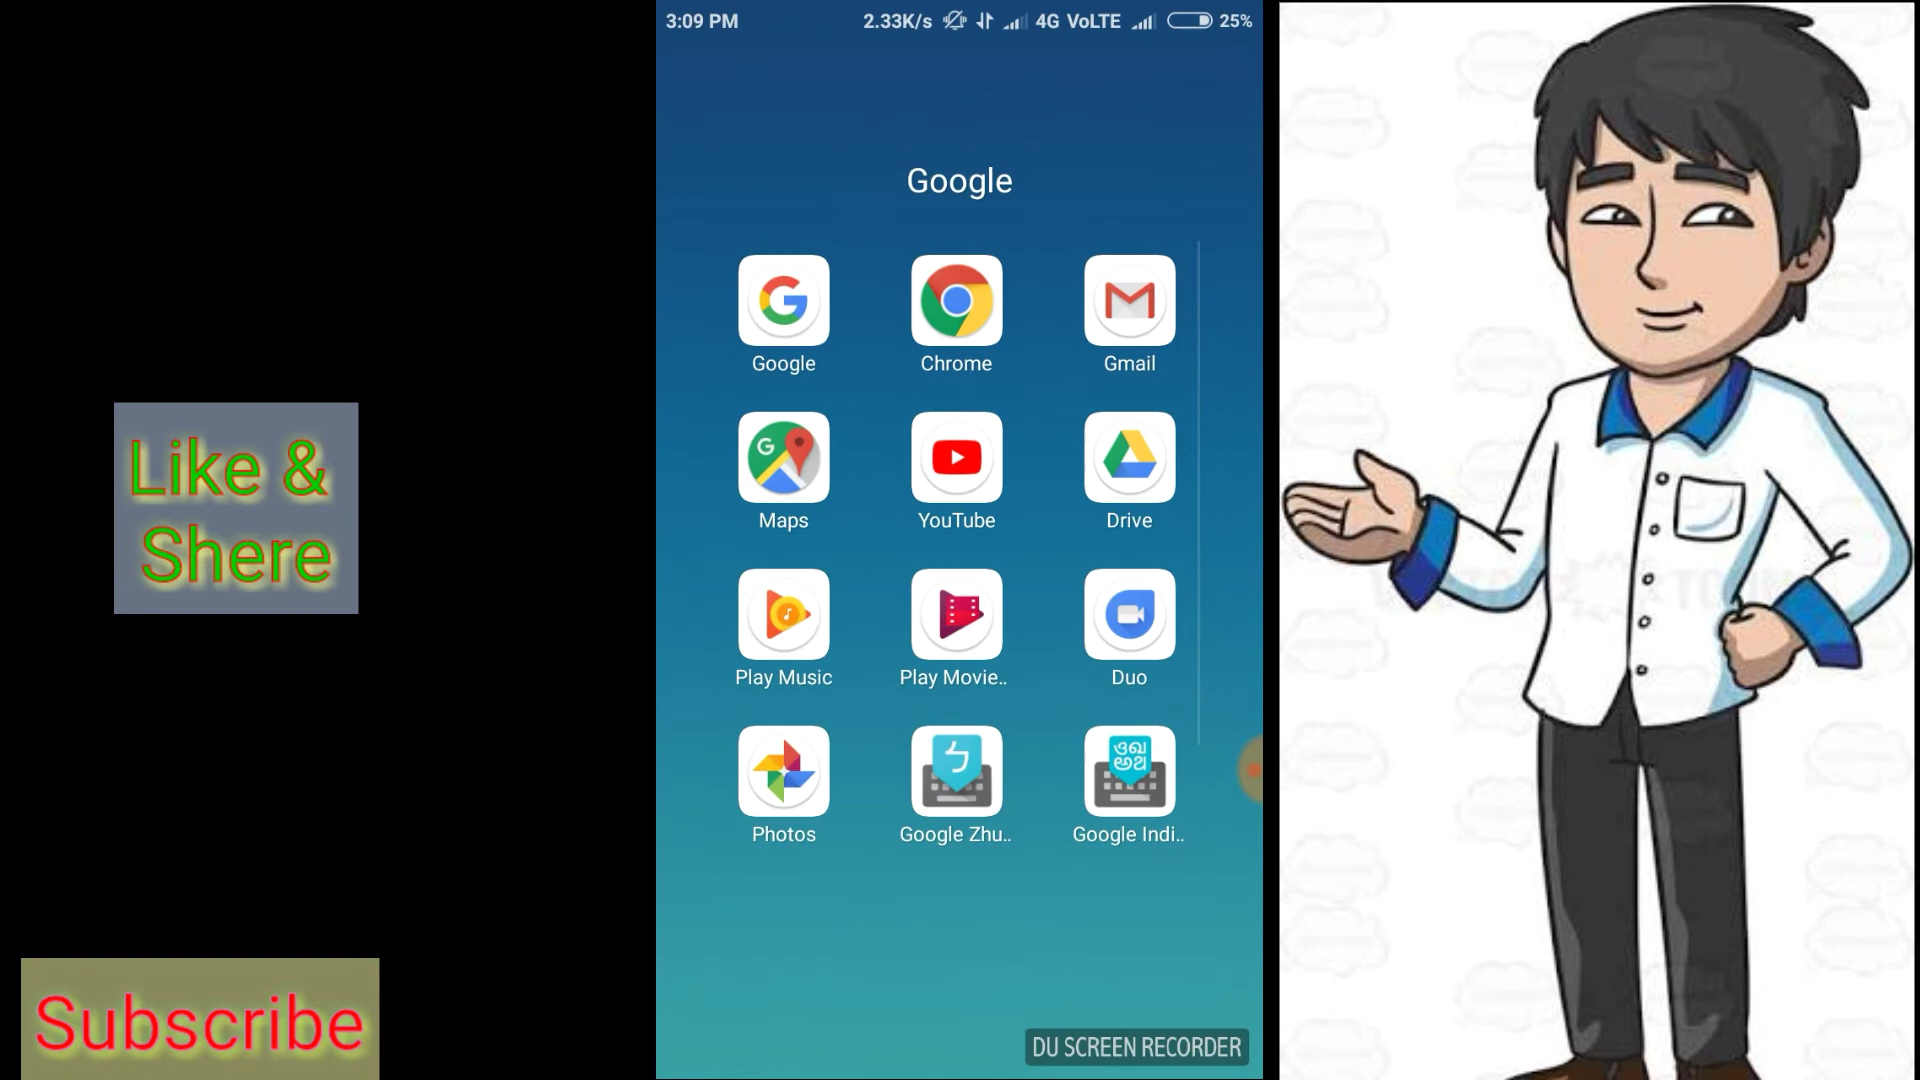 3:09 PM 2.33K/s 4G VoLTE 25%
Google
Google Chrome Gmail
Maps YouTube Drive
Play Music Play Movie.. Duo
Photos Google Zhu.. Google Indi..
Like &
Shere
Subscribe
DU SCREEN RECORDER